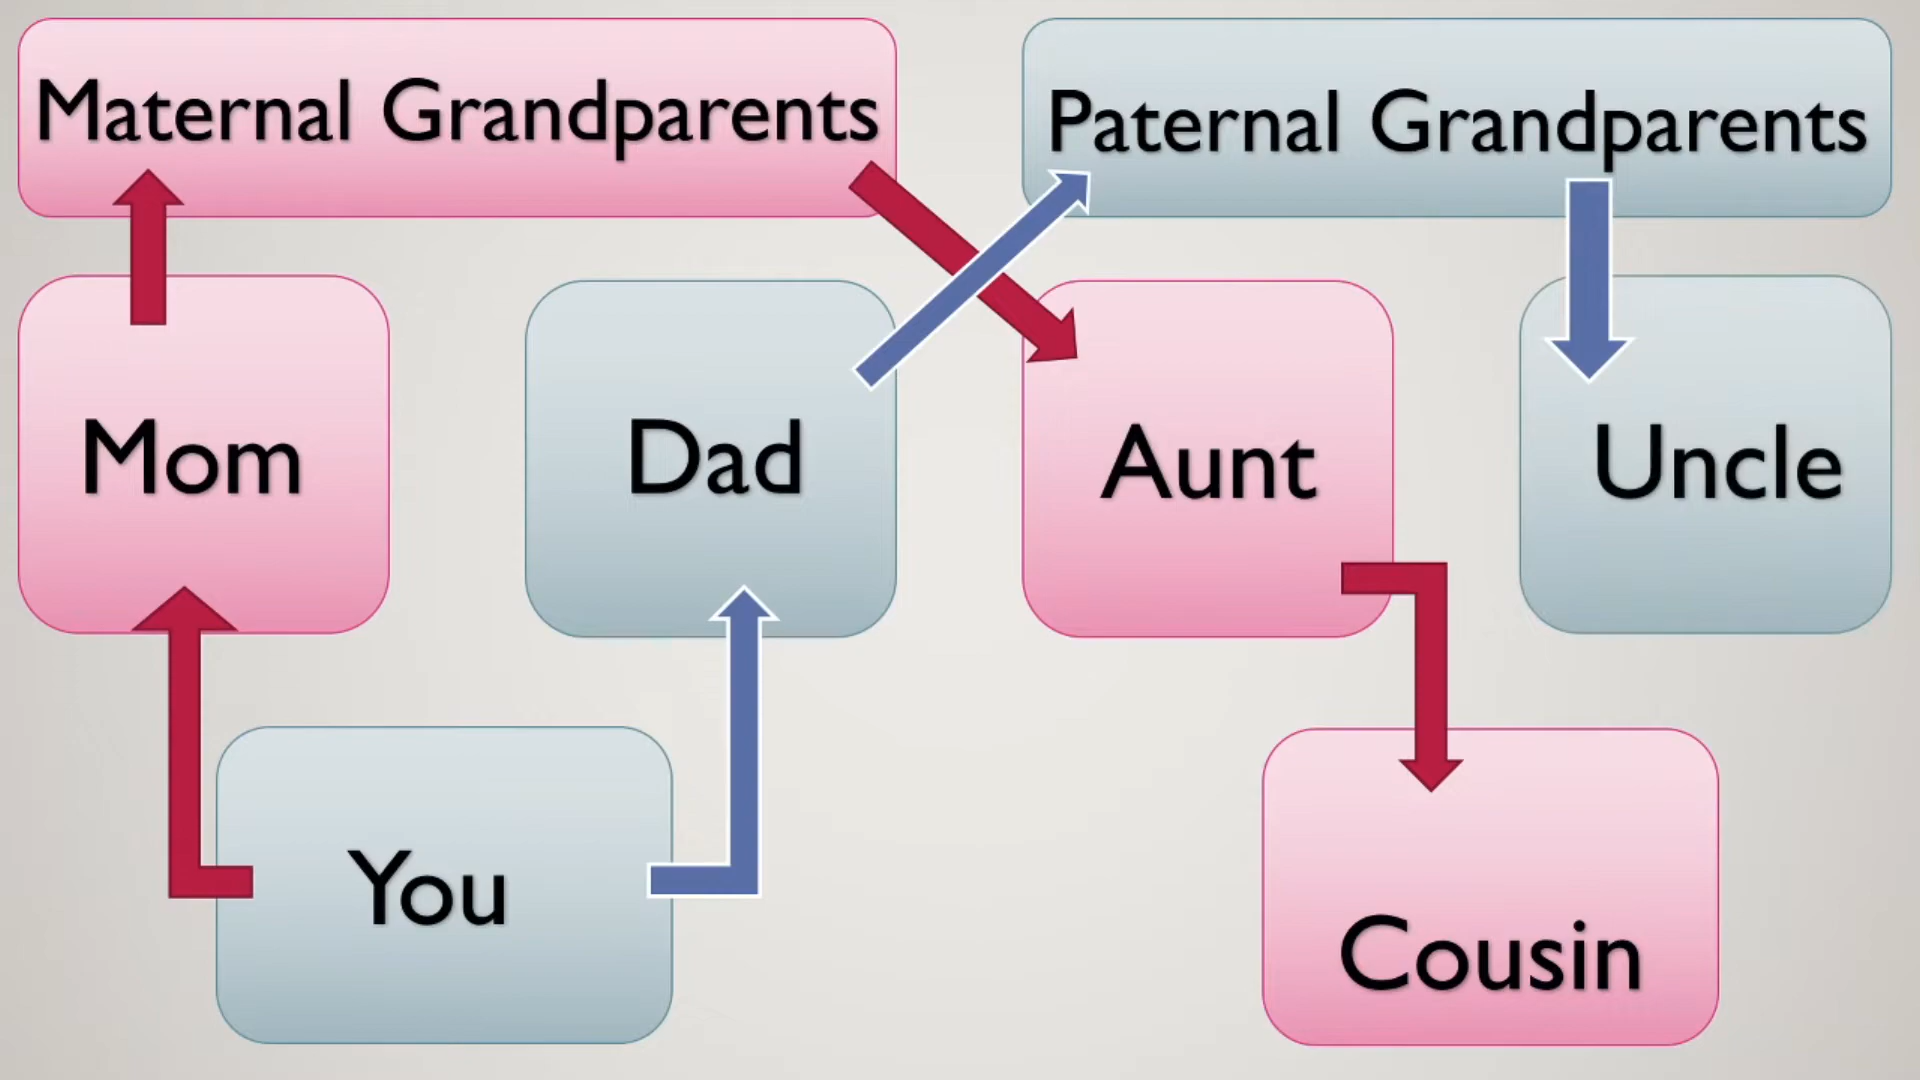 Maternal Grandparents
Paternal Grandparents
Mom
Dad
Aunt
Uncle
You
Cousin